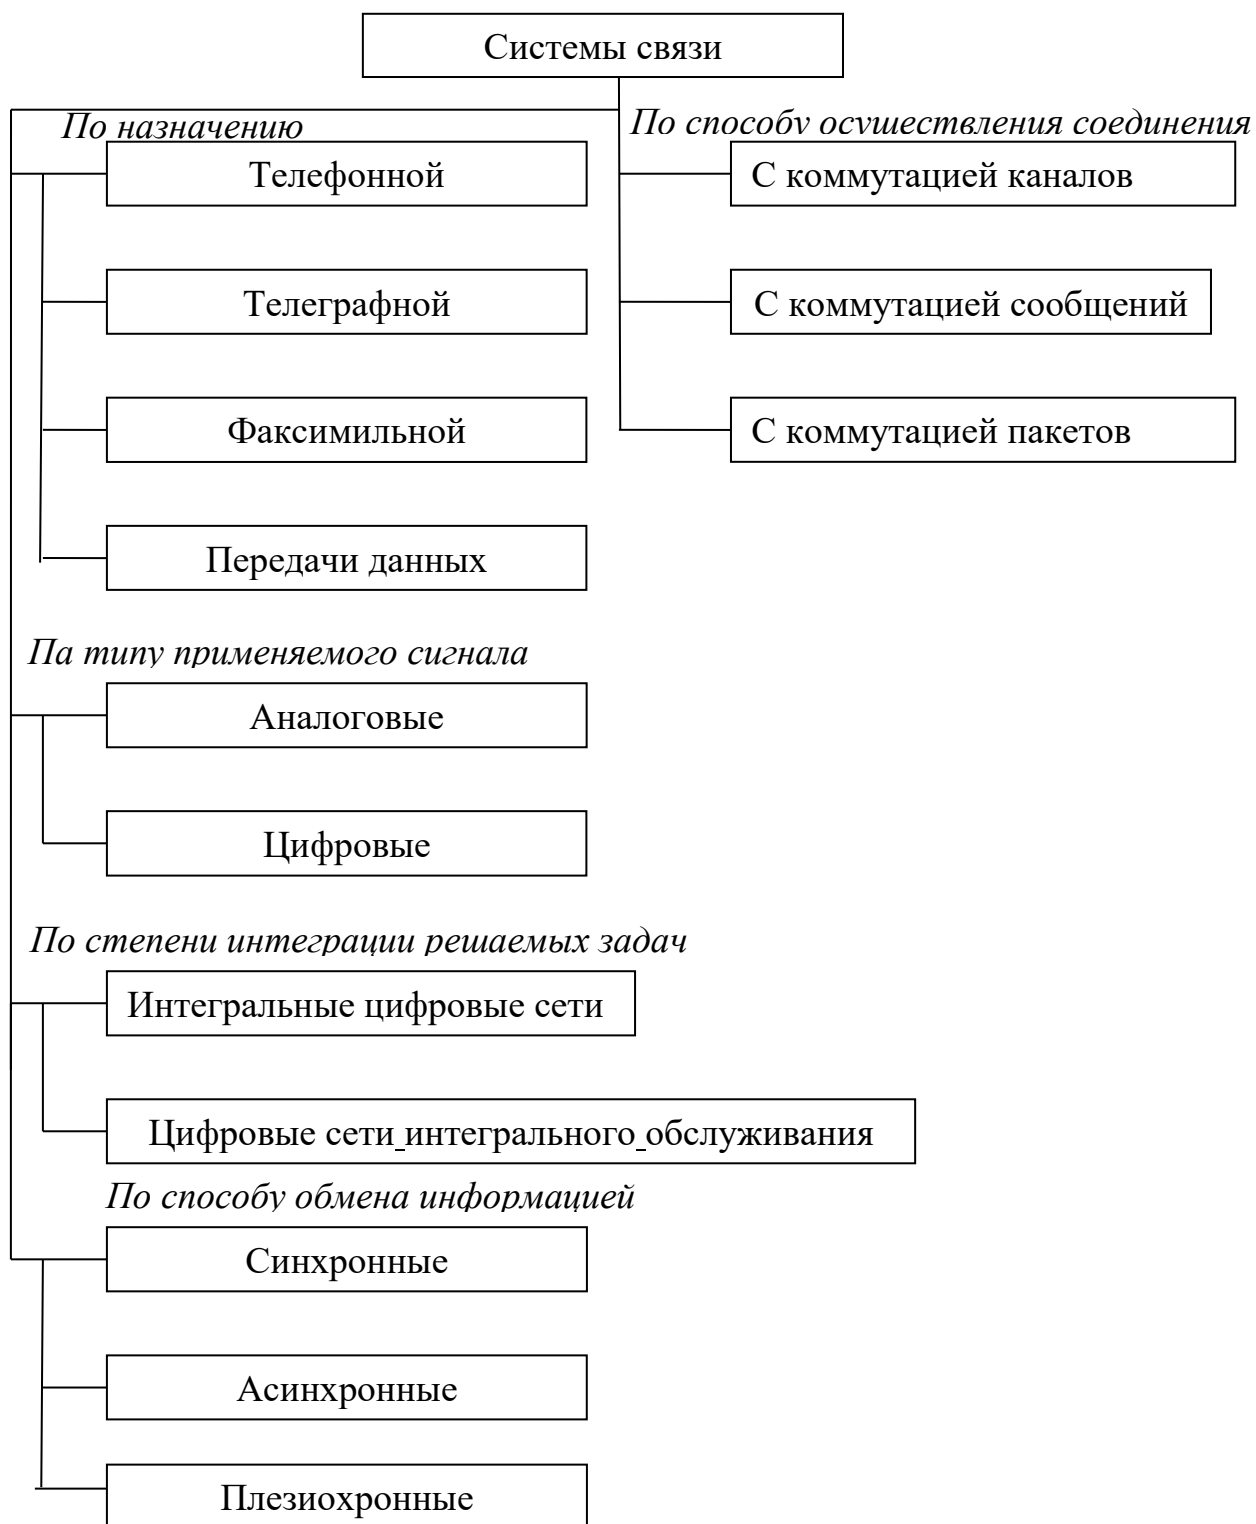 Системы связи
По назначению
По способу осуществления соединения
Телефонной
С коммутацией каналов
Телеграфной
С коммутацией сообщений
Факсимильной
С коммутацией пакетов
Передачи данных
Па типу применяемого сигнала
Аналоговые
Цифровые
По степени интеграции решаемых задач
Интегральные цифровые сети
Цифровые сети интегрального обслуживания
По способу обмена информацией
Синхронные
Асинхронные
Плезиохронные